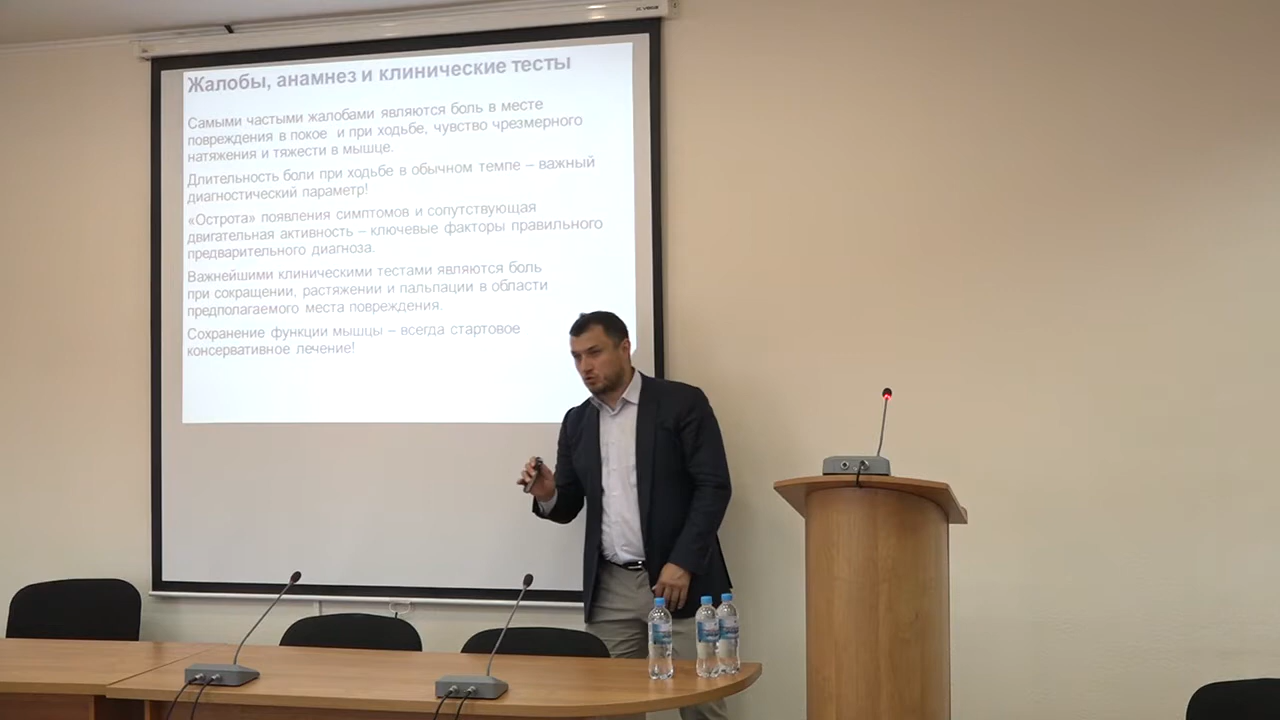 Жалобы, анамнез и клинические тесты
Самыми частыми жалобами являются боль в месте
повреждения в покое и при ходьбе, чувство чрезмерного
натяжения и тяжести в мышце.
Длительность боли при ходьбе в обычном темпе – важный
диагностический параметр!
«Острота» появления симптомов и сопутствующая
двигательная активность – ключевые факторы правильного
предварительного диагноза.
Важнейшими клиническими тестами являются боль
при сокращении, растяжении и пальпации в области
предполагаемого места повреждения.
Сохранение функции мышцы – всегда стартовое
консервативное лечение!